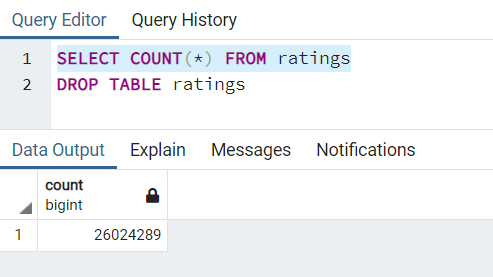 Query Editor Query History
1 SELECT COUNT(*) FROM ratings
2 DROP TABLE ratings
Data Output Explain Messages Notifications
count
bigint
1 26024289